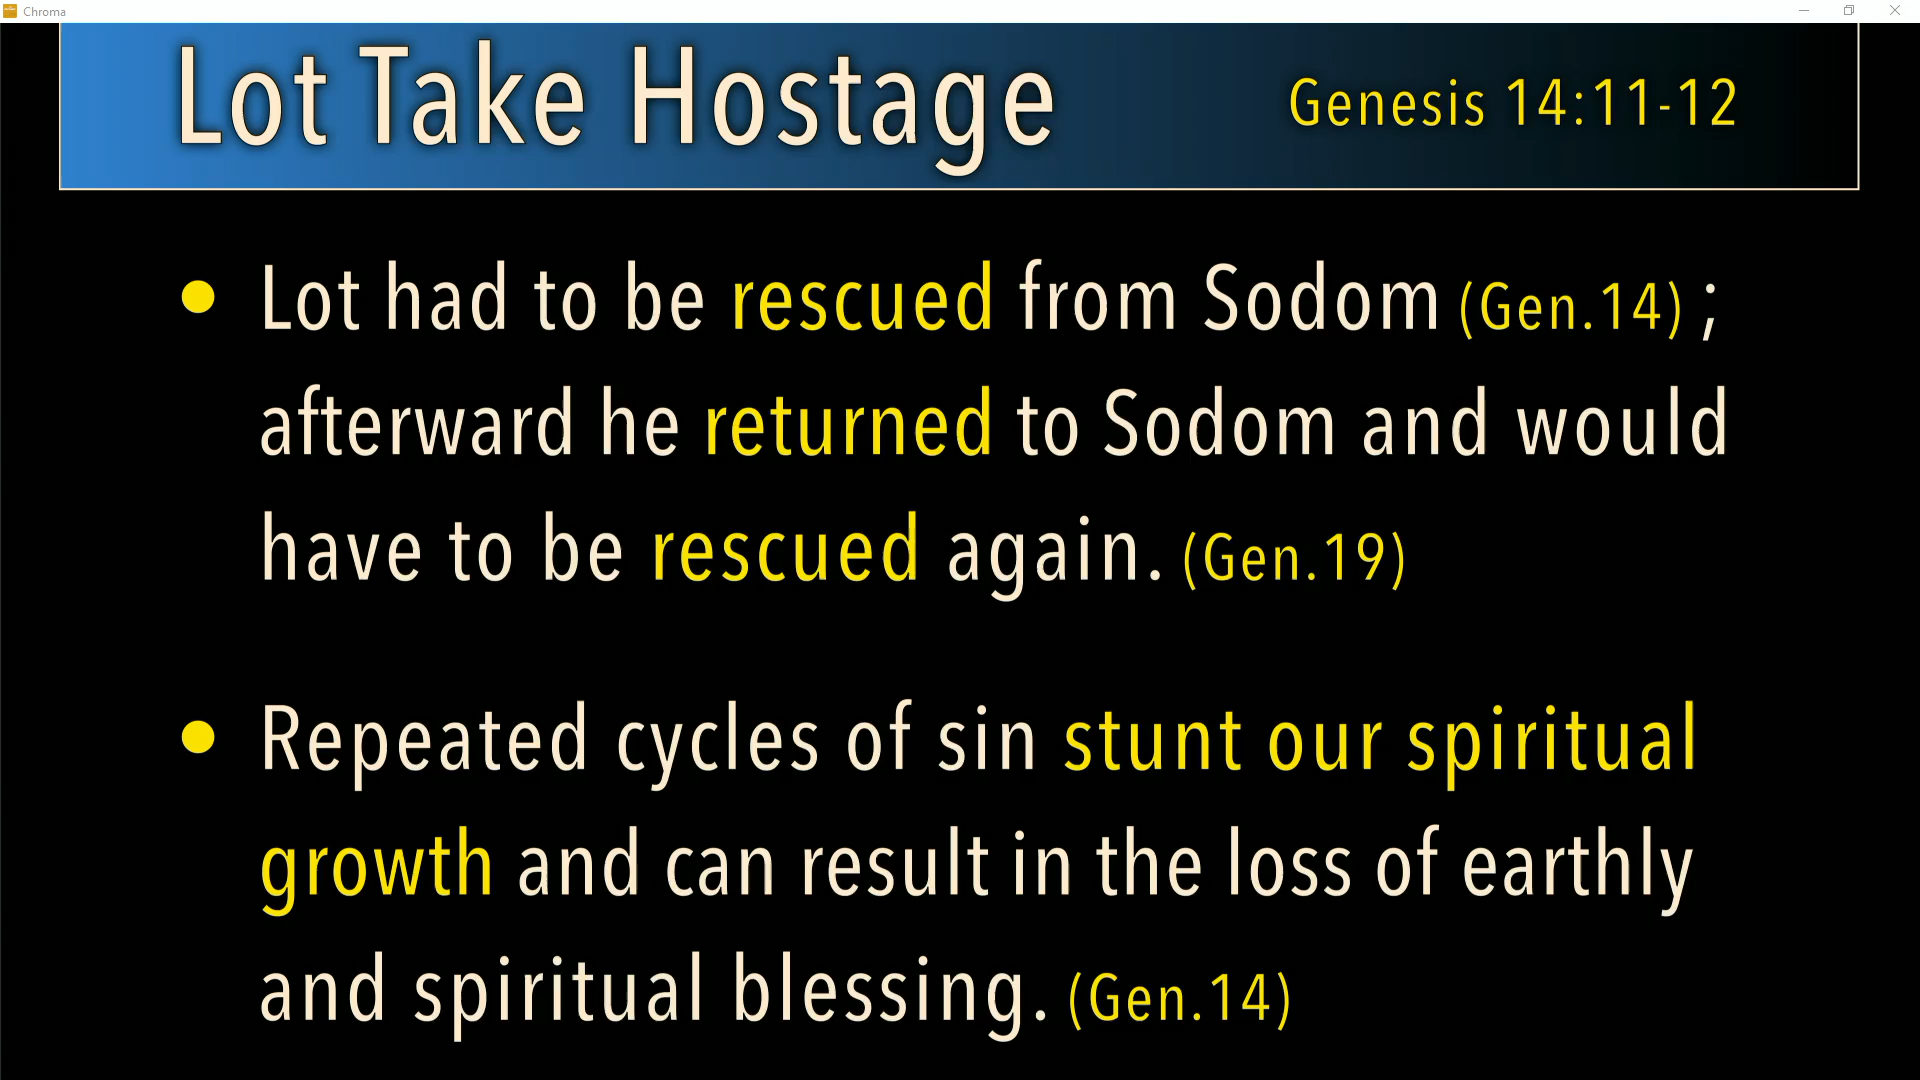 Chroma
Lot Take Hostage Genesis 14:11-12
• Lot had to be rescued from Sodom (Gen.14) ;
afterward he returned to Sodom and would
have to be rescued again. (Gen.19)
• Repeated cycles of sin stunt our spiritual
growth and can result in the loss of earthly
and spiritual blessing. (Gen.14)